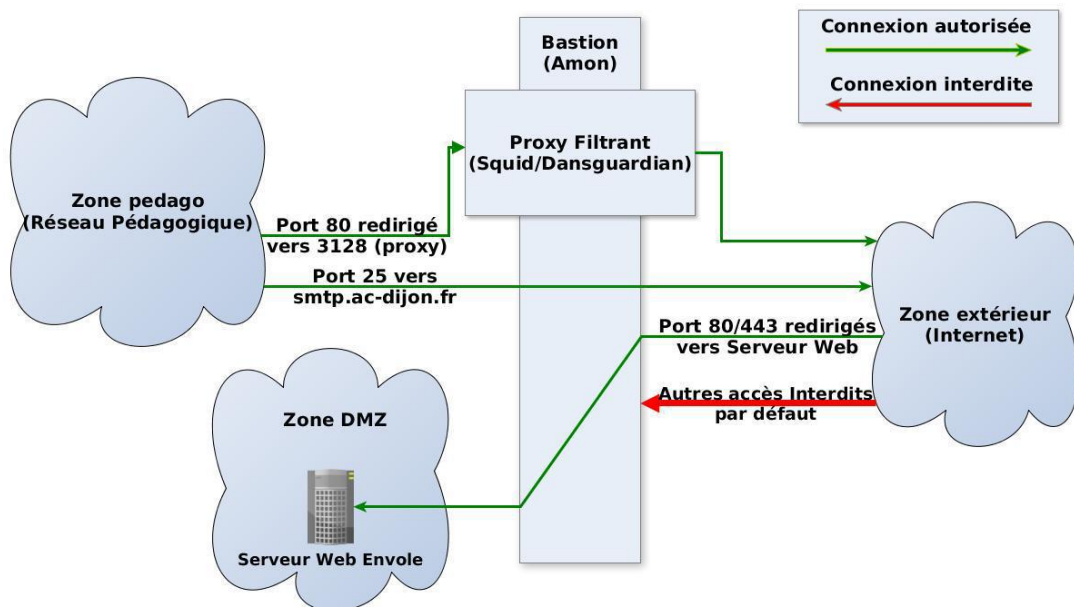 Connexion autorisée
Connexion interdite
Bastion
(Amon)
Proxy Filtrant
(Squid/Dansguardian)
Zone pedago
(Réseau Pédagogique)
Port 80 redirigé
vers 3128 (proxy)
Port 25 vers
smtp.ac-dijon.fr
Zone extérieur
(Internet)
Port 80/443 redirigés
vers Serveur Web
Autres accès Interdits
par défaut
Zone DMZ
Serveur Web Envole